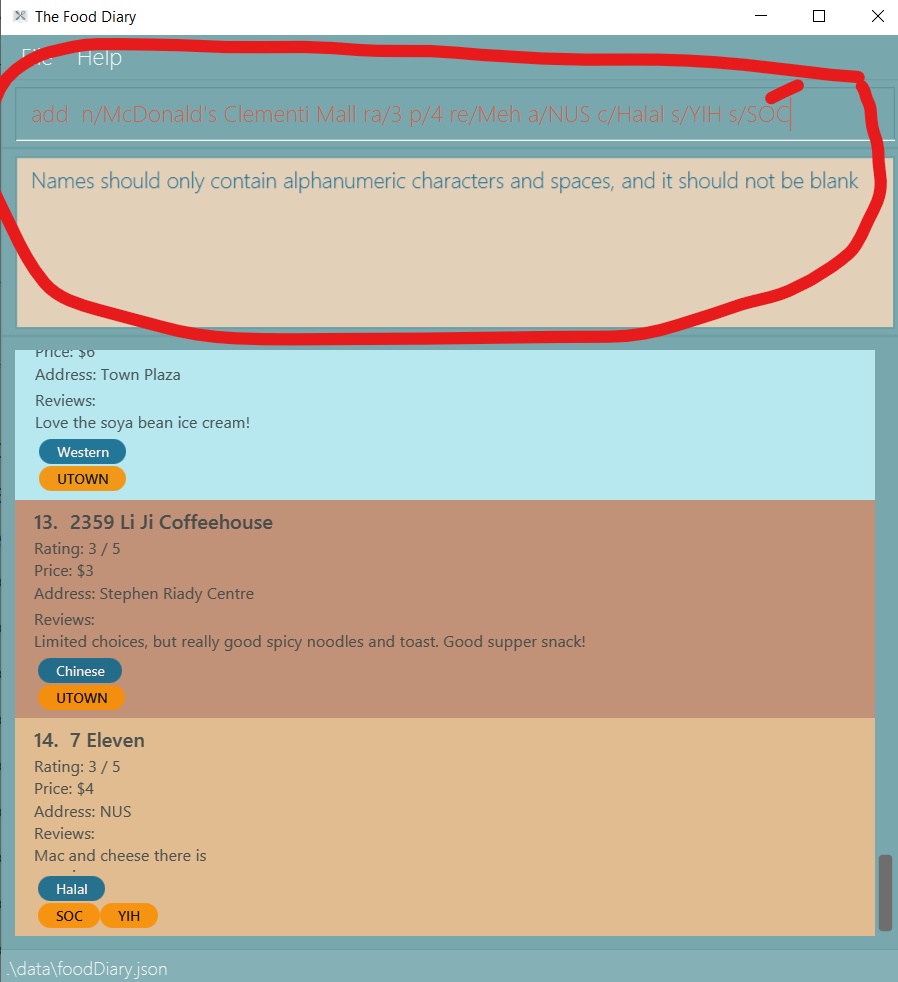 The Food Diary
File Help
add  n/McDonald's Clementi Mall ra/3 p/4 re/Meh a/NUS c/Halal s/YIH s/SOC
Names should only contain alphanumeric characters and spaces, and it should not be blank
Price: $6
Address: Town Plaza
Reviews:
Love the soya bean ice cream!
Western
UTOWN
13. 2359 Li Ji Coffeehouse
Rating: 3 / 5
Price: $3
Address: Stephen Riady Centre
Reviews:
Limited choices, but really good spicy noodles and toast. Good supper snack!
Chinese
UTOWN
14. 7 Eleven
Rating: 3 / 5
Price: $4
Address: NUS
Reviews:
Mac and cheese there is
Halal
SOC YIH
.\data\foodDiary.json